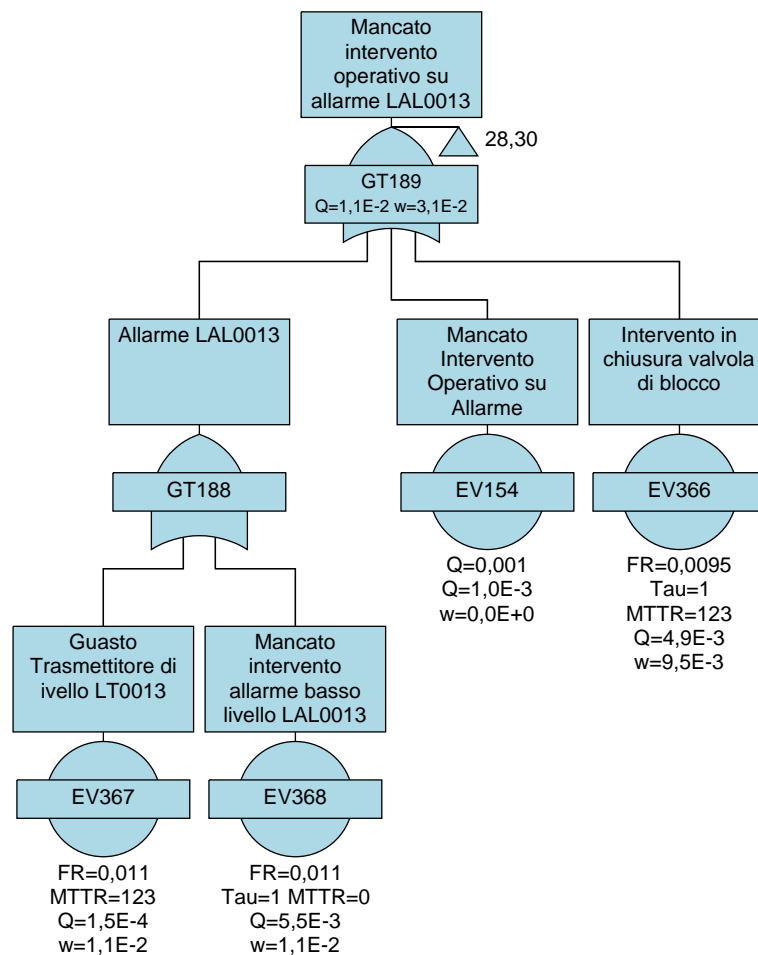 Mancato
intervento
operativo su
allarme LAL0013
28,30
GT189
Q=1,1E-2 w=3,1E-2
Allarme LAL0013
Mancato
Intervento
Operativo su
Allarme
Intervento in
chiusura valvola
di blocco
GT188
EV154
EV366
Q=0,001
Q=1,0E-3
w=0,0E+0
FR=0,0095
Tau=1
MTTR=123
Q=4,9E-3
w=9,5E-3
Guasto
Trasmettitore di
ivello LT0013
Mancato
intervento
allarme basso
livello LAL0013
EV367
EV368
FR=0,011
MTTR=123
Q=1,5E-4
w=1,1E-2
FR=0,011
Tau=1 MTTR=0
Q=5,5E-3
w=1,1E-2